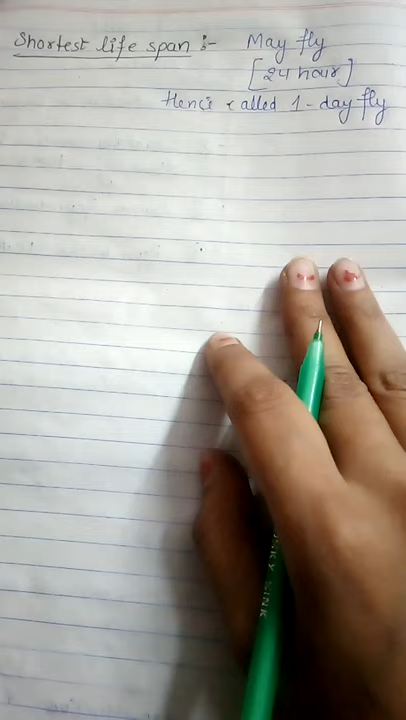 Shortest life span :- May fly
[24 hour]
Hence called 1-day fly